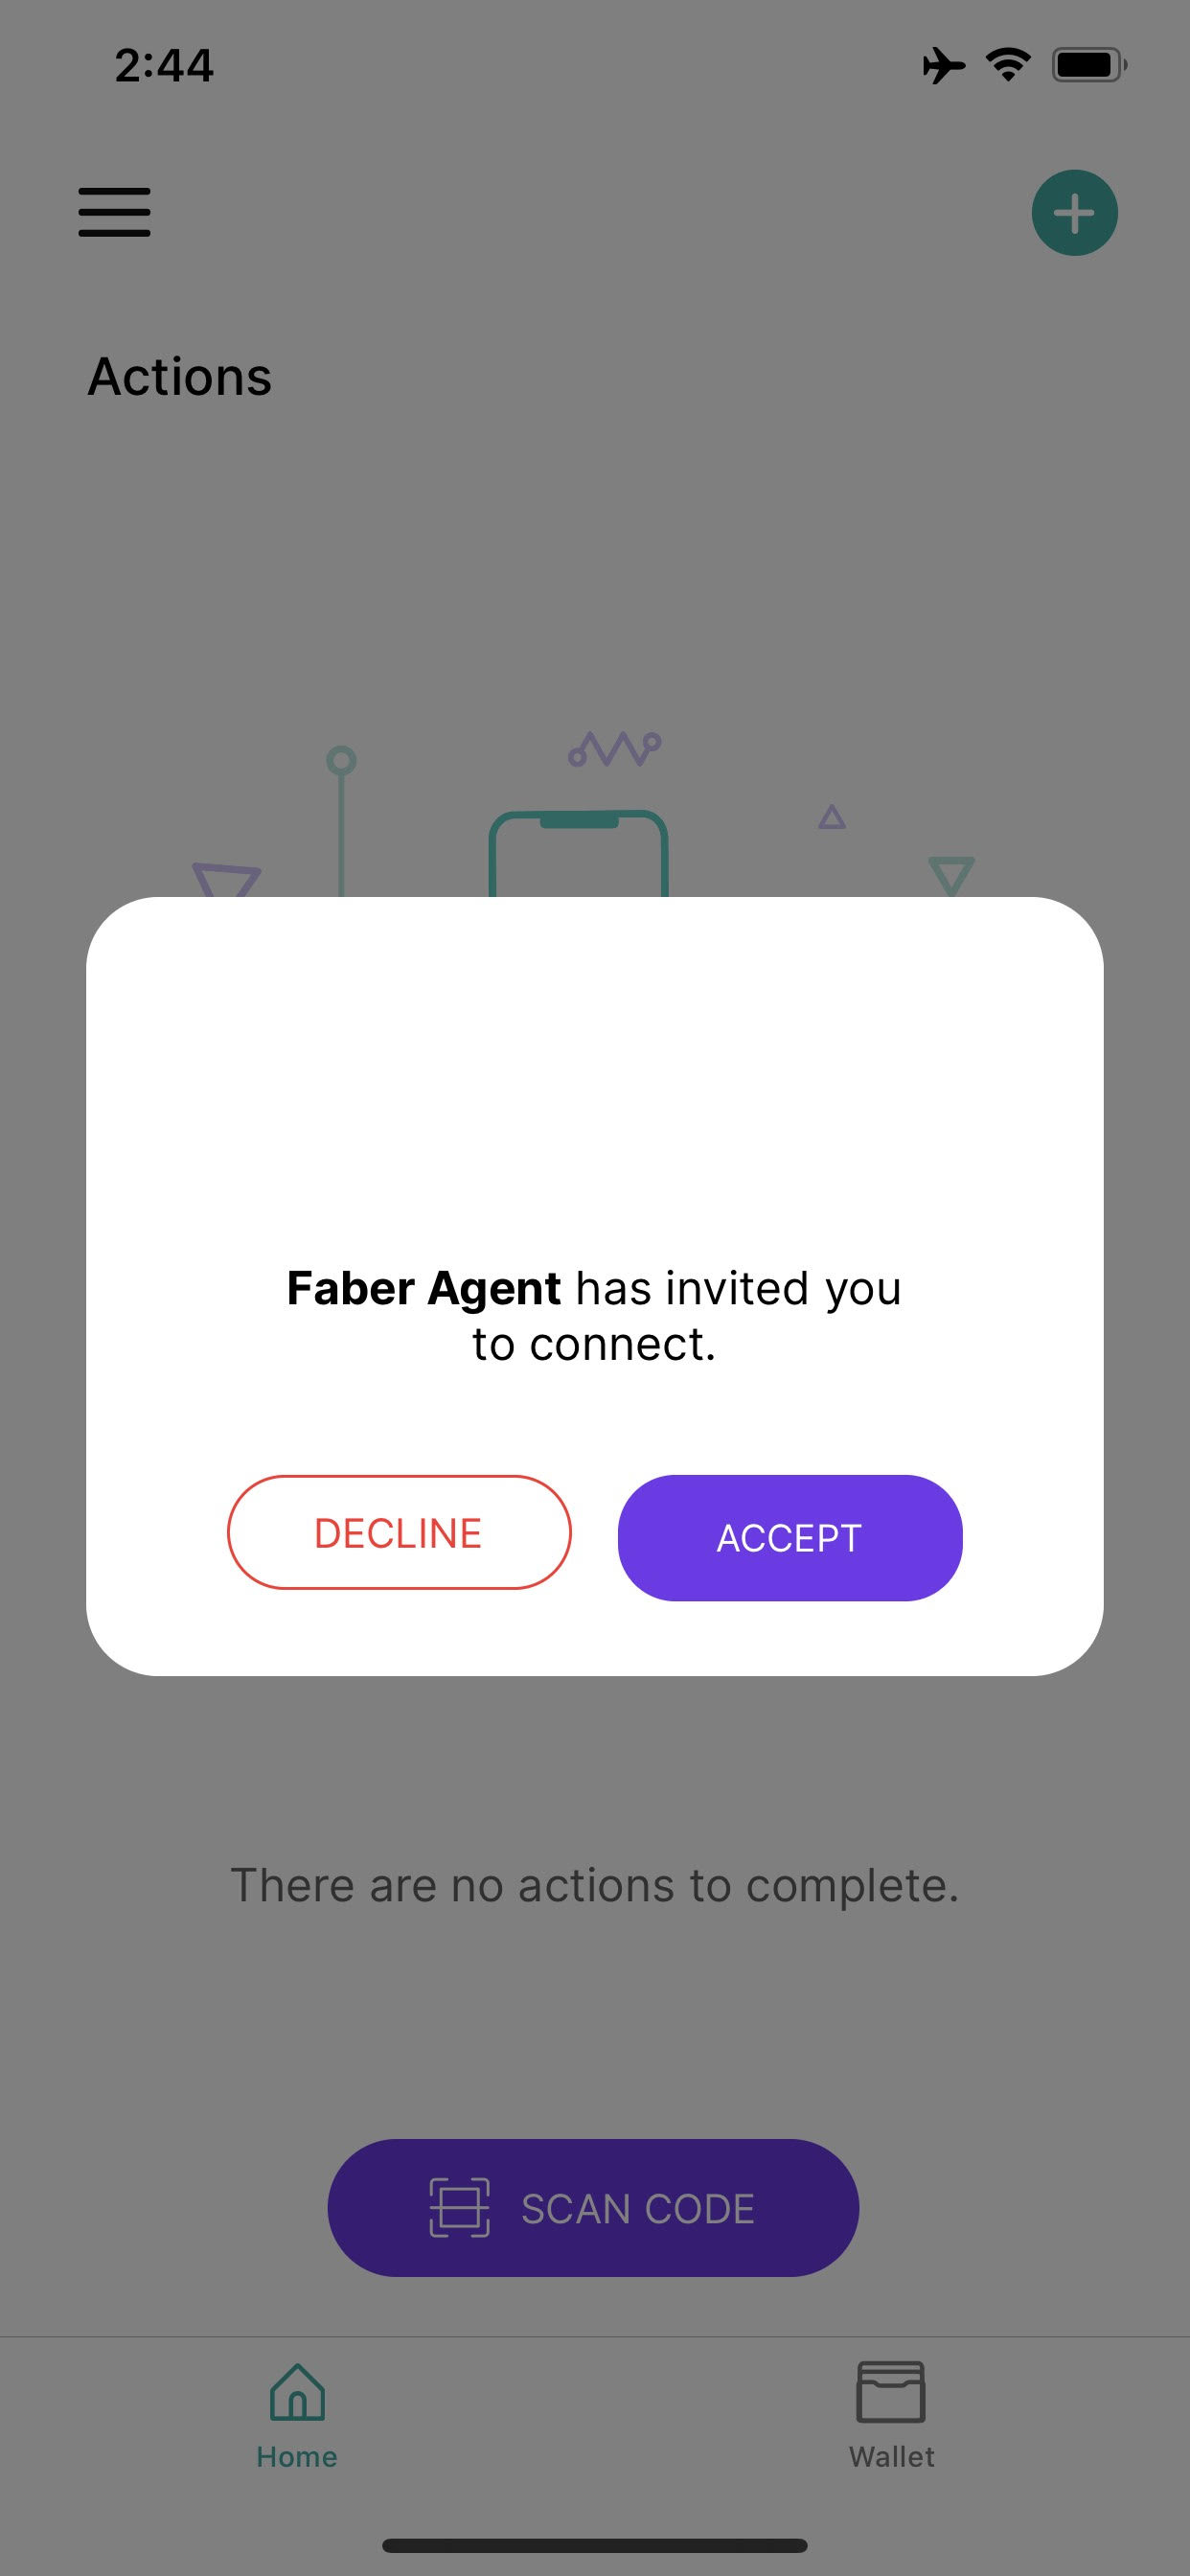 2:44
Actions
Faber Agent has invited you
to connect.
DECLINE
ACCEPT
There are no actions to complete.
SCAN CODE
Home
Wallet